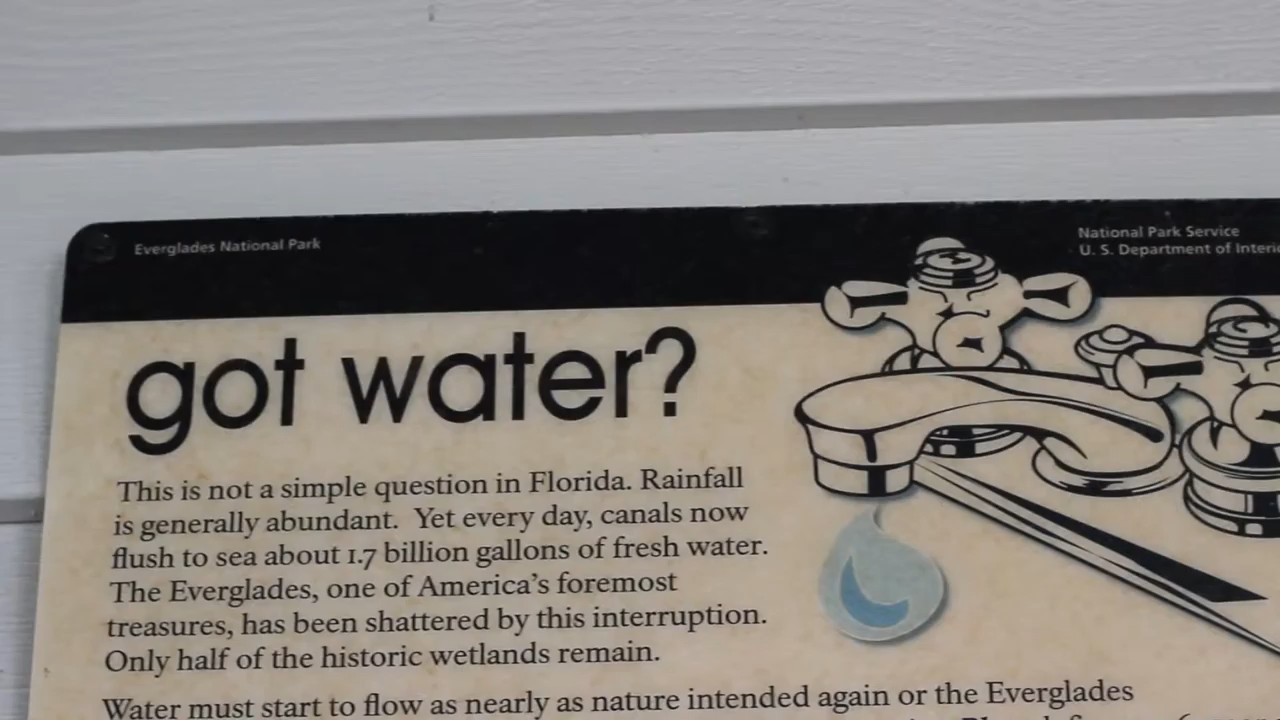 Everglades National Park
National Park Service
U. S. Department of
got water?
This is not a simple question in Florida. Rainfall
is generally abundant. Yet every day, canals now
flush to sea about 1.7 billion gallons of fresh water.
The Everglades, one of America's foremost
treasures, has been shattered by this interruption.
Only half of the historic wetlands remain.
Water must start to flow as nearly as nature intended again or the Everglades